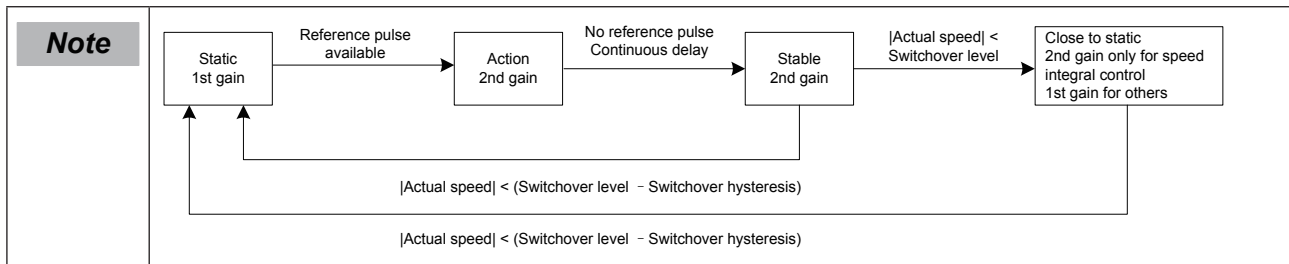 Note
Static
1st gain
Reference pulse
available
Action
2nd gain
No reference pulse
Continuous delay
Stable
2nd gain
|Actual speed| <
Switchover level
Close to static
2nd gain only for speed
integral control
1st gain for others
|Actual speed| < (Switchover level – Switchover hysteresis)
|Actual speed| < (Switchover level – Switchover hysteresis)